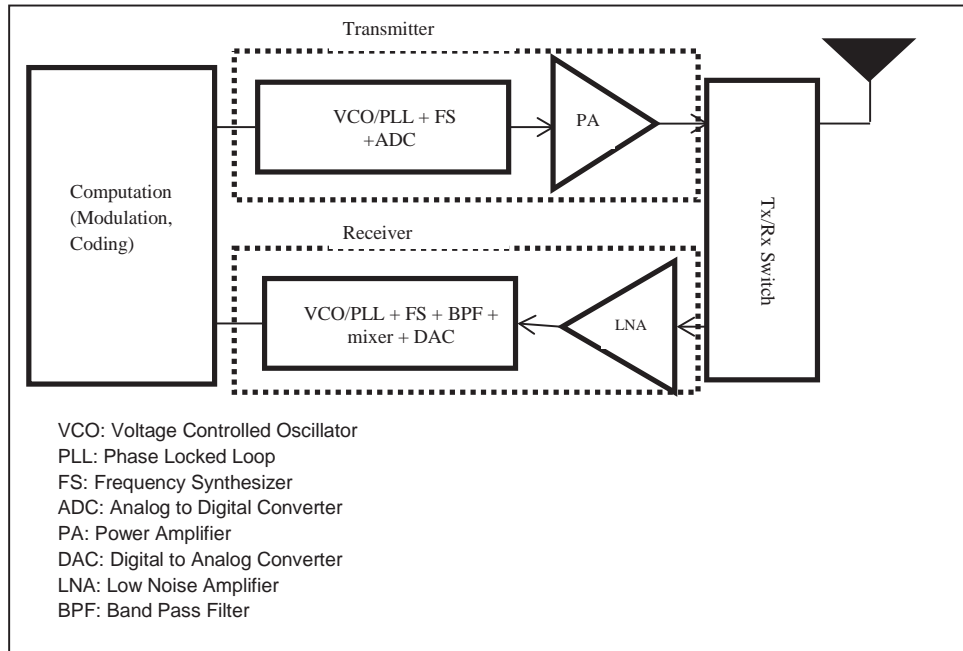 Transmitter
VCO/PLL + FS
+ADC
PA
Computation
(Modulation,
Coding)
Tx/Rx Switch
Receiver
VCO/PLL + FS + BPF +
mixer + DAC
LNA
VCO: Voltage Controlled Oscillator
PLL: Phase Locked Loop
FS: Frequency Synthesizer
ADC: Analog to Digital Converter
PA: Power Amplifier
DAC: Digital to Analog Converter
LNA: Low Noise Amplifier
BPF: Band Pass Filter